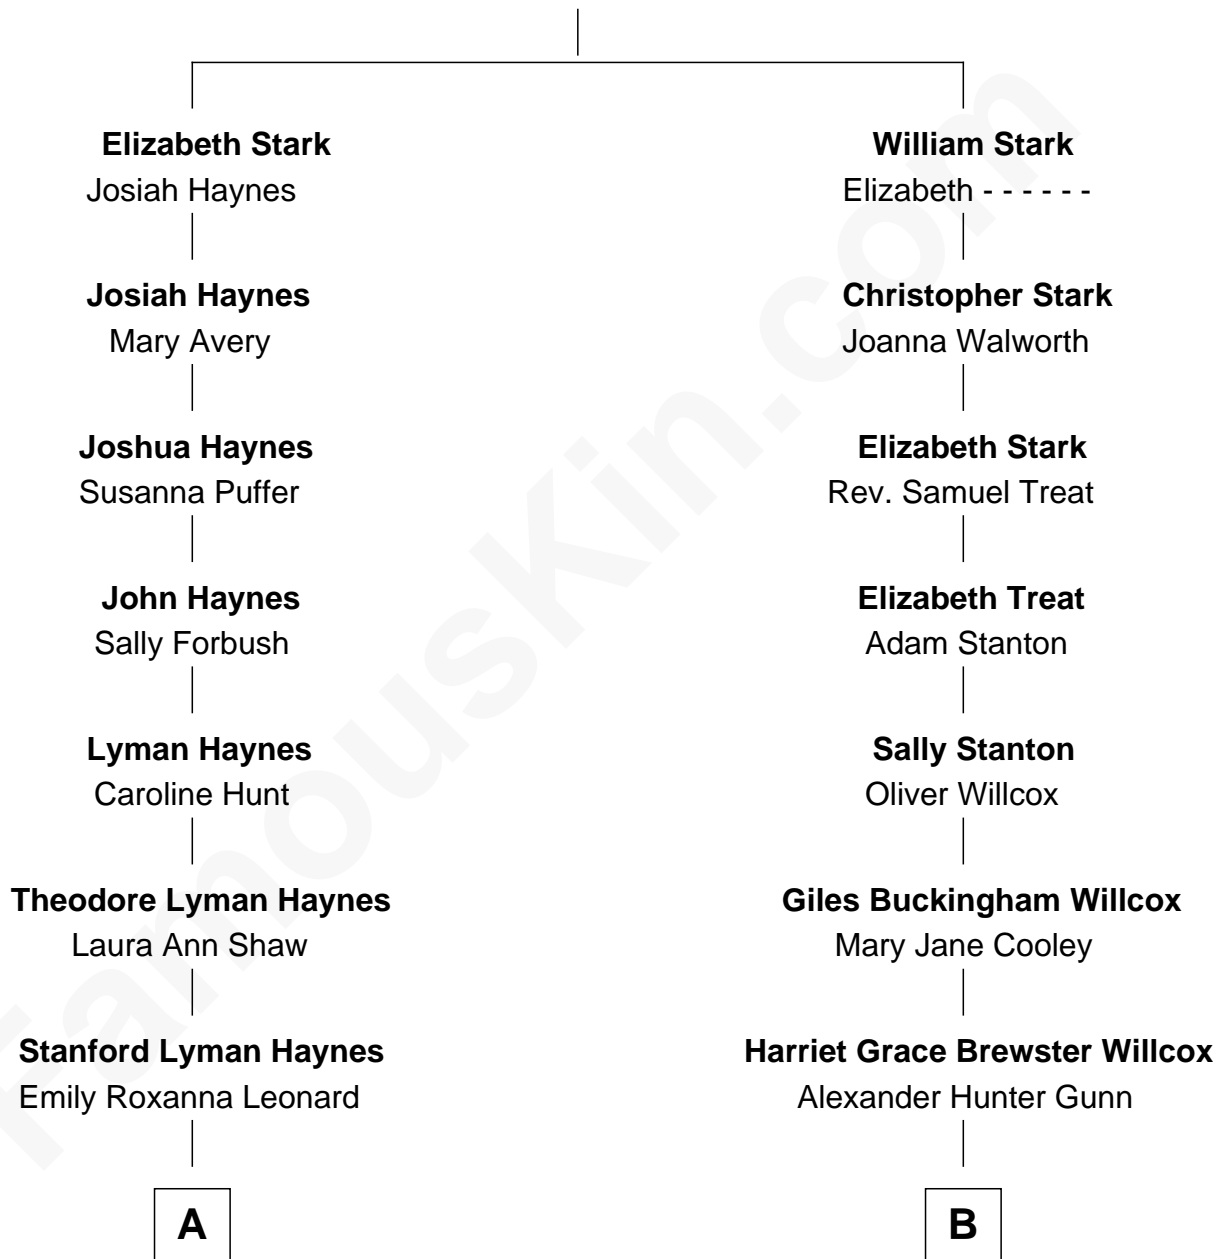 Elizabeth Stark
Josiah Haynes
Josiah Haynes
Mary Avery
Joshua Haynes
Susanna Puffer
John Haynes
Sally Forbush
Lyman Haynes
Caroline Hunt
Theodore Lyman Haynes
Laura Ann Shaw
Stanford Lyman Haynes
Emily Roxanna Leonard
A
William Stark
Elizabeth - - - - - -
Christopher Stark
Joanna Walworth
Elizabeth Stark
Rev. Samuel Treat
Elizabeth Treat
Adam Stanton
Sally Stanton
Oliver Willcox
Giles Buckingham Willcox
Mary Jane Cooley
Harriet Grace Brewster Willcox
Alexander Hunter Gunn
B
FamousKin.com